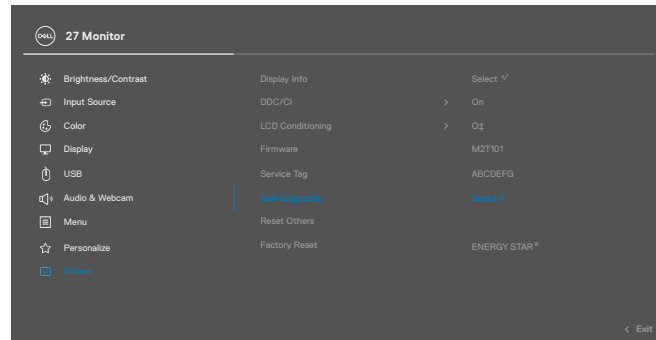 DELL
27 Monitor
Brightness/Contrast
Input Source
Color
Display
USB
Audio & Webcam
Menu
Personalize
Others
Display Info Select √
DDC/CI > On
LCD Conditioning > O‡
Firmware M2T101
Service Tag ABCDEFG
Self-Diagnostic Select √
Reset Others
Factory Reset ENERGY STAR®
< Exit